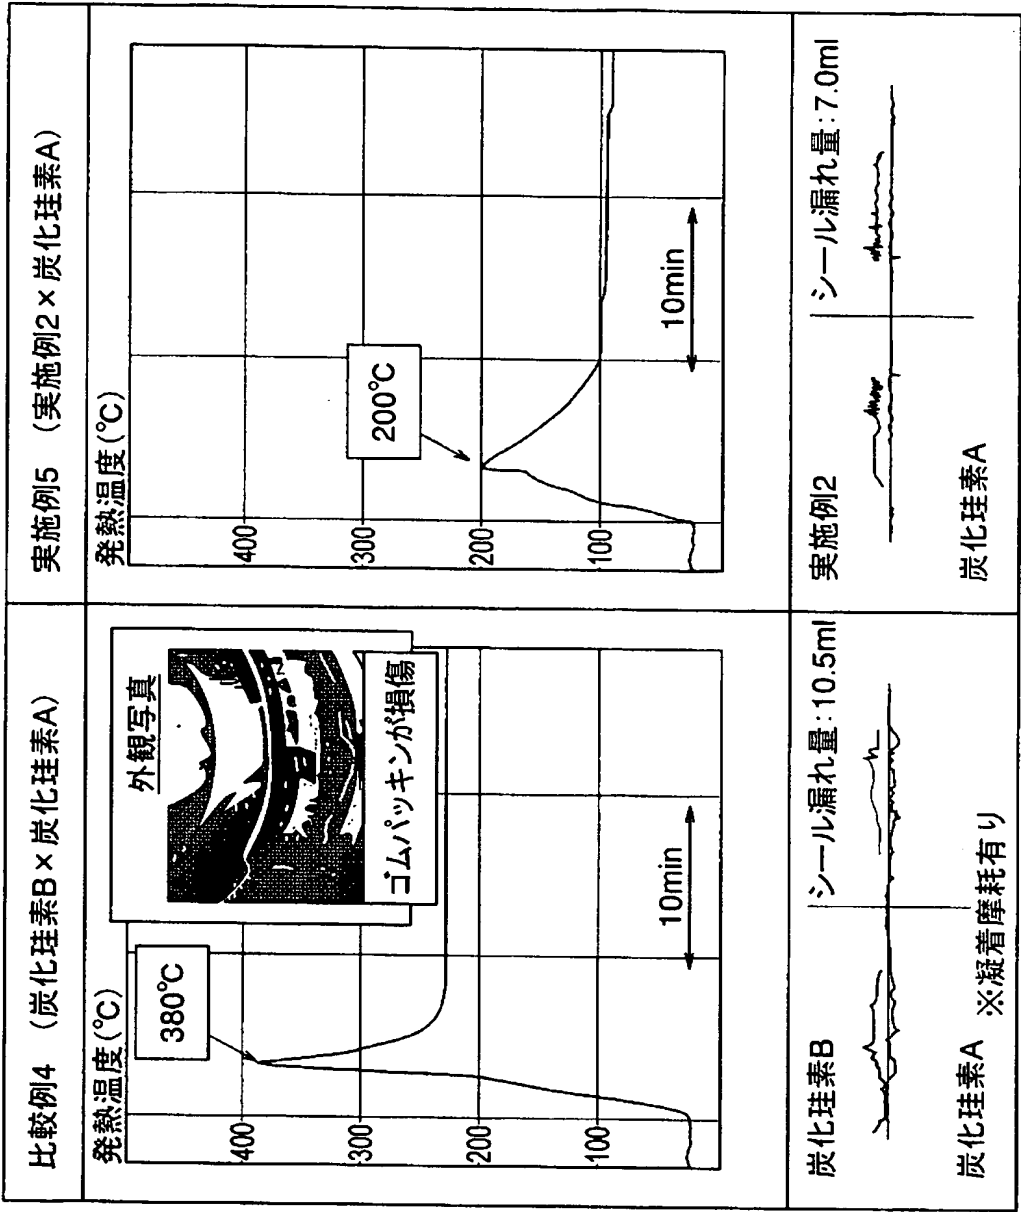 比較例4 (炭化珪素B×炭化珪素A)
発熱温度(℃)
400
300
200
100
380℃
10min
外観写真
ゴムパッキンが損傷
炭化珪素B
シール漏れ量:10.5ml
炭化珪素A
※凝着摩耗有り
実施例5 (実施例2×炭化珪素A)
発熱温度(℃)
400
300
200
100
200℃
10min
実施例2
シール漏れ量:7.0ml
炭化珪素A